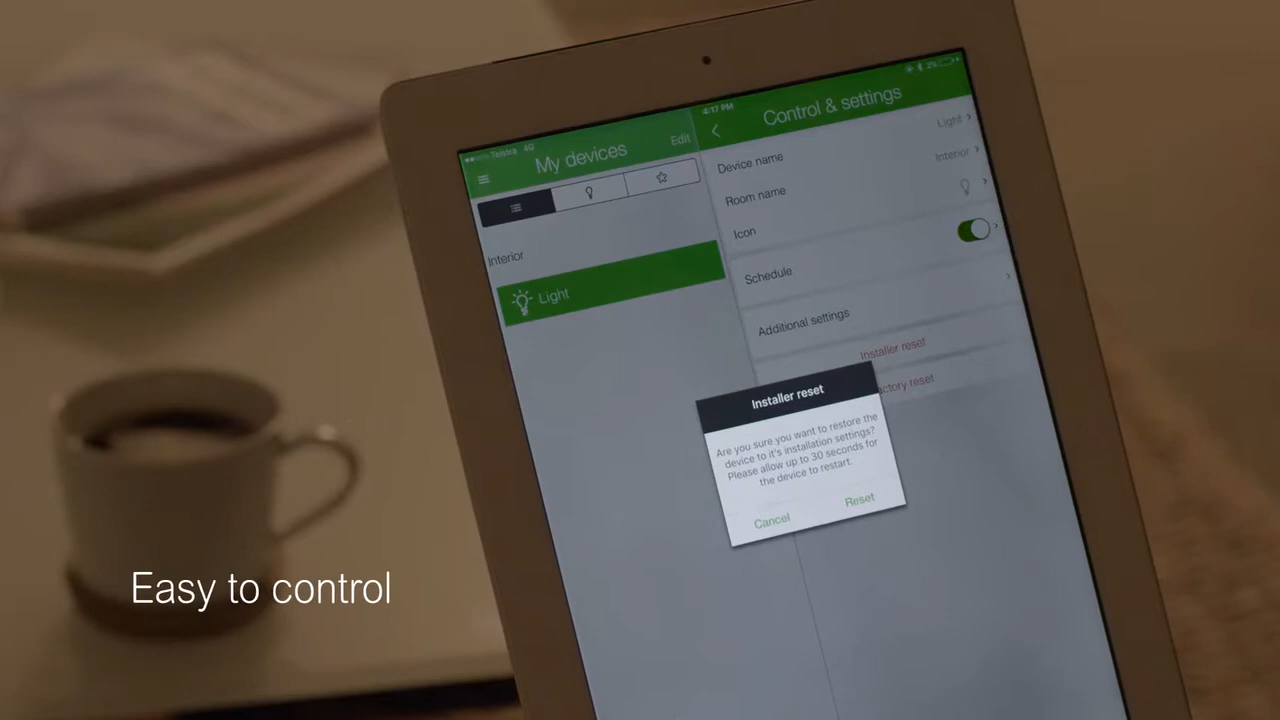 Telstra 4G
4:17 PM
2%
My devices
Edit
Control & settings
Interior
Light
Device name
Light
Room name
Interior
Icon
Schedule
Additional settings
Installer reset
actory reset
Installer reset
Are you sure you want to restore the
device to it's installation settings?
Please allow up to 30 seconds for
the device to restart.
Cancel
Reset
Easy to control